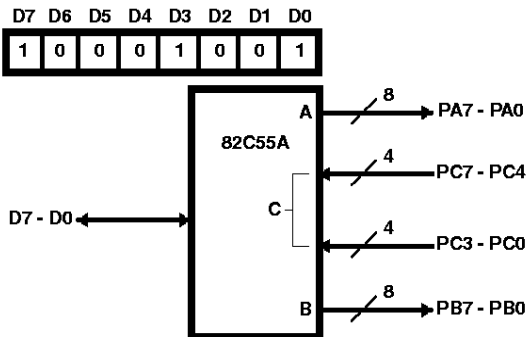 D7 D6 D5 D4 D3 D2 D1 D0
1 0 0 0 1 0 0 1
A 8 PA7 - PA0
82C55A
4 PC7 - PC4
C
D7 - D0
4 PC3 - PC0
B 8 PB7 - PB0